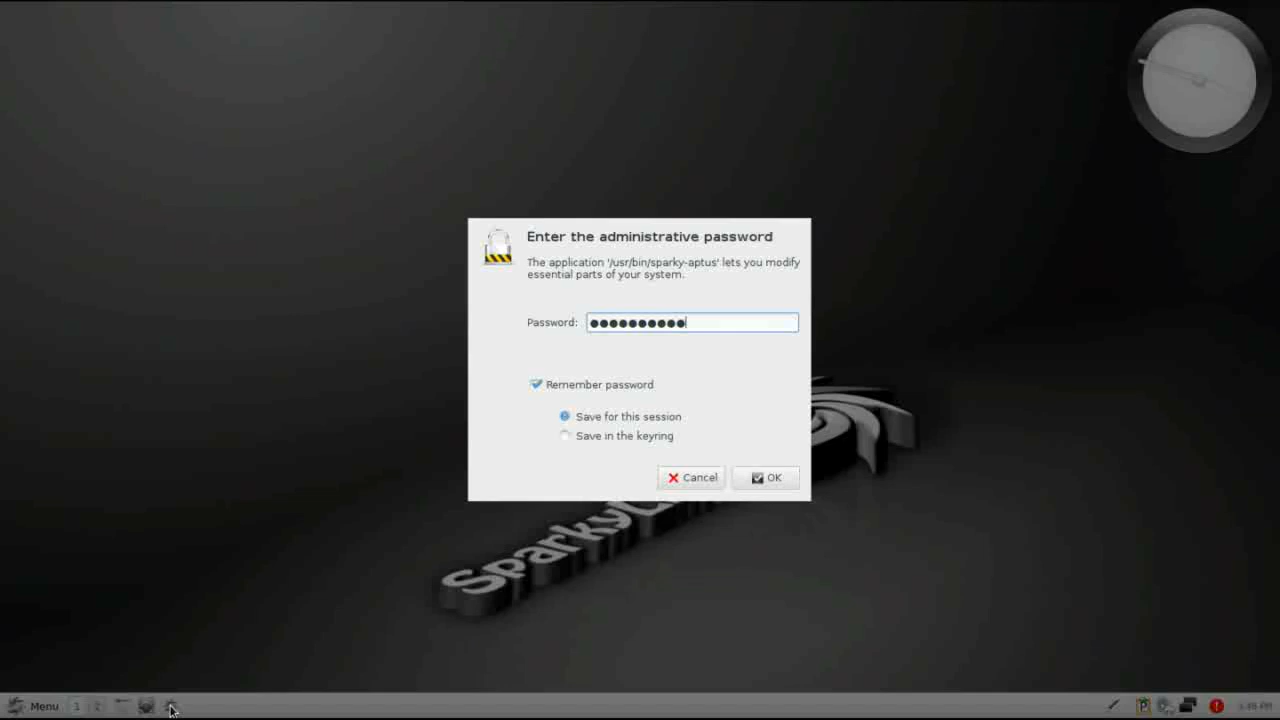 Enter the administrative password
The application '/usr/bin/sparky-aptus' lets you modify
essential parts of your system.
Password: ●●●●●●●●●●
Remember password
Save for this session
Save in the keyring
Cancel OK
Menu 1 2